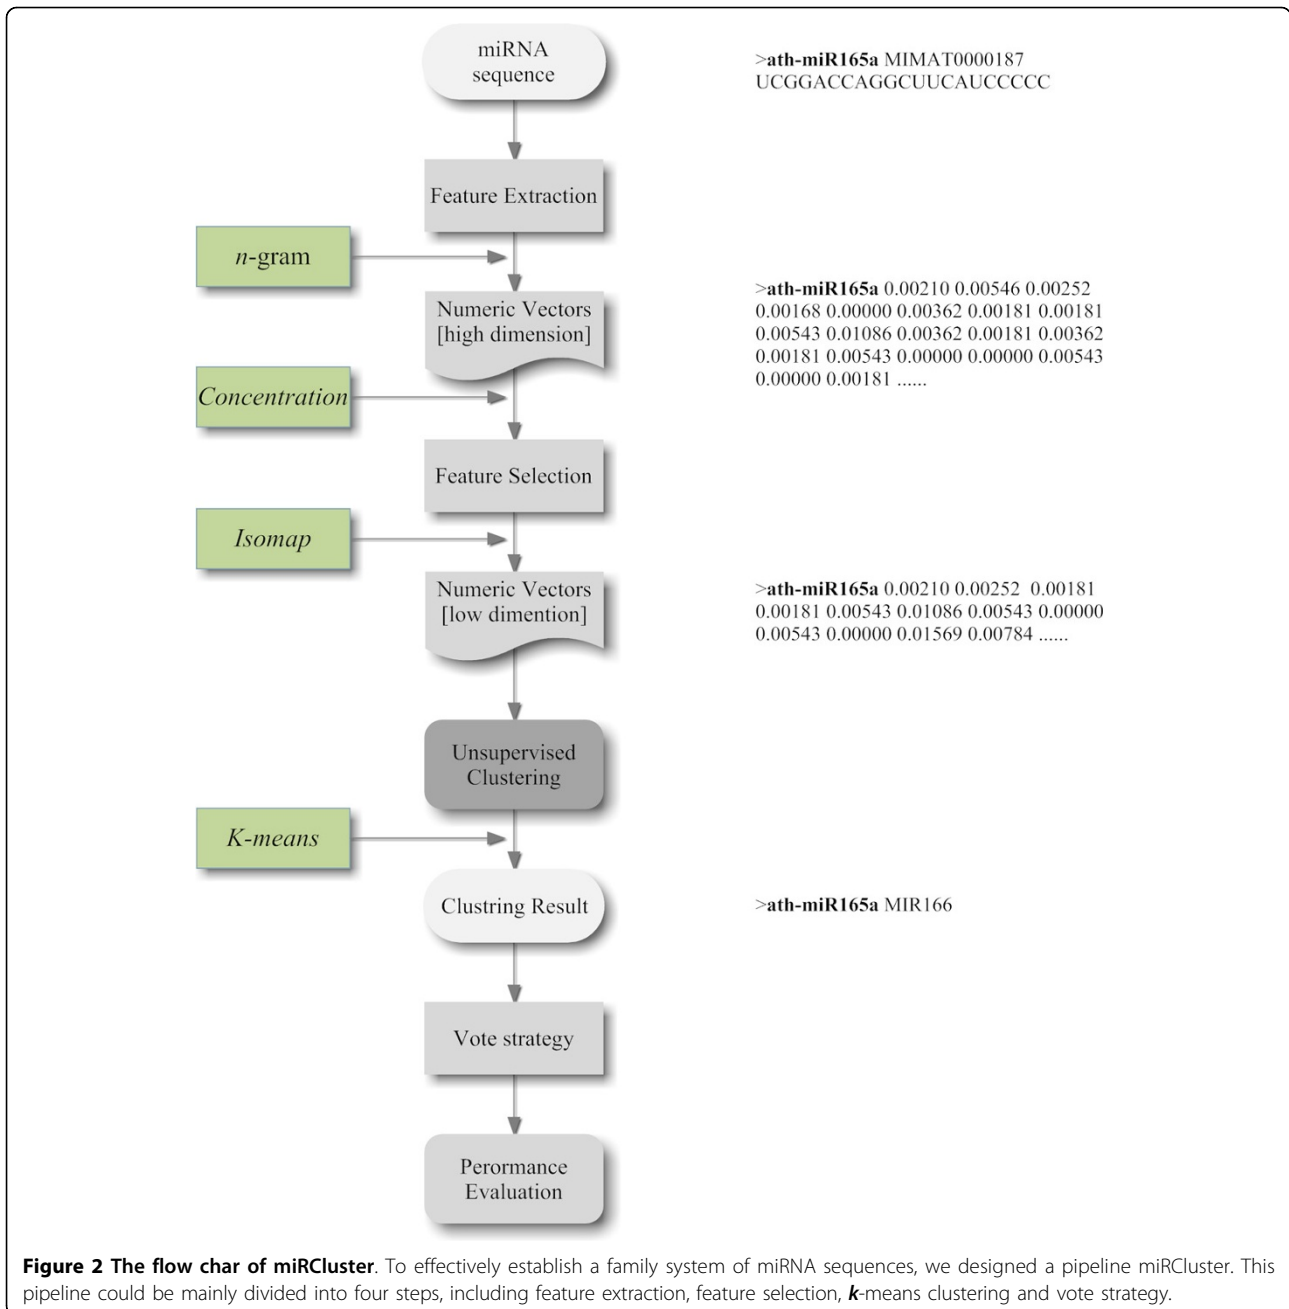 miRNA
sequence
>ath-miR165a MIMAT0000187
UCGGACCAGGCUUCAUCCCCC
Feature Extraction
n-gram
Numeric Vectors
[high dimension]
>ath-miR165a 0.00210 0.00546 0.00252
0.00168 0.00000 0.00362 0.00181 0.00181
0.00543 0.01086 0.00362 0.00181 0.00362
0.00181 0.00543 0.00000 0.00000 0.00543
0.00000 0.00181 ......
Concentration
Feature Selection
Isomap
Numeric Vectors
[low dimention]
>ath-miR165a 0.00210 0.00252 0.00181
0.00181 0.00543 0.01086 0.00543 0.00000
0.00543 0.00000 0.01569 0.00784 ......
Unsupervised
Clustering
K-means
Clustring Result
>ath-miR165a MIR166
Vote strategy
Perormance
Evaluation
Figure 2 The flow char of miRCluster. To effectively establish a family system of miRNA sequences, we designed a pipeline miRCluster. This
pipeline could be mainly divided into four steps, including feature extraction, feature selection, k-means clustering and vote strategy.